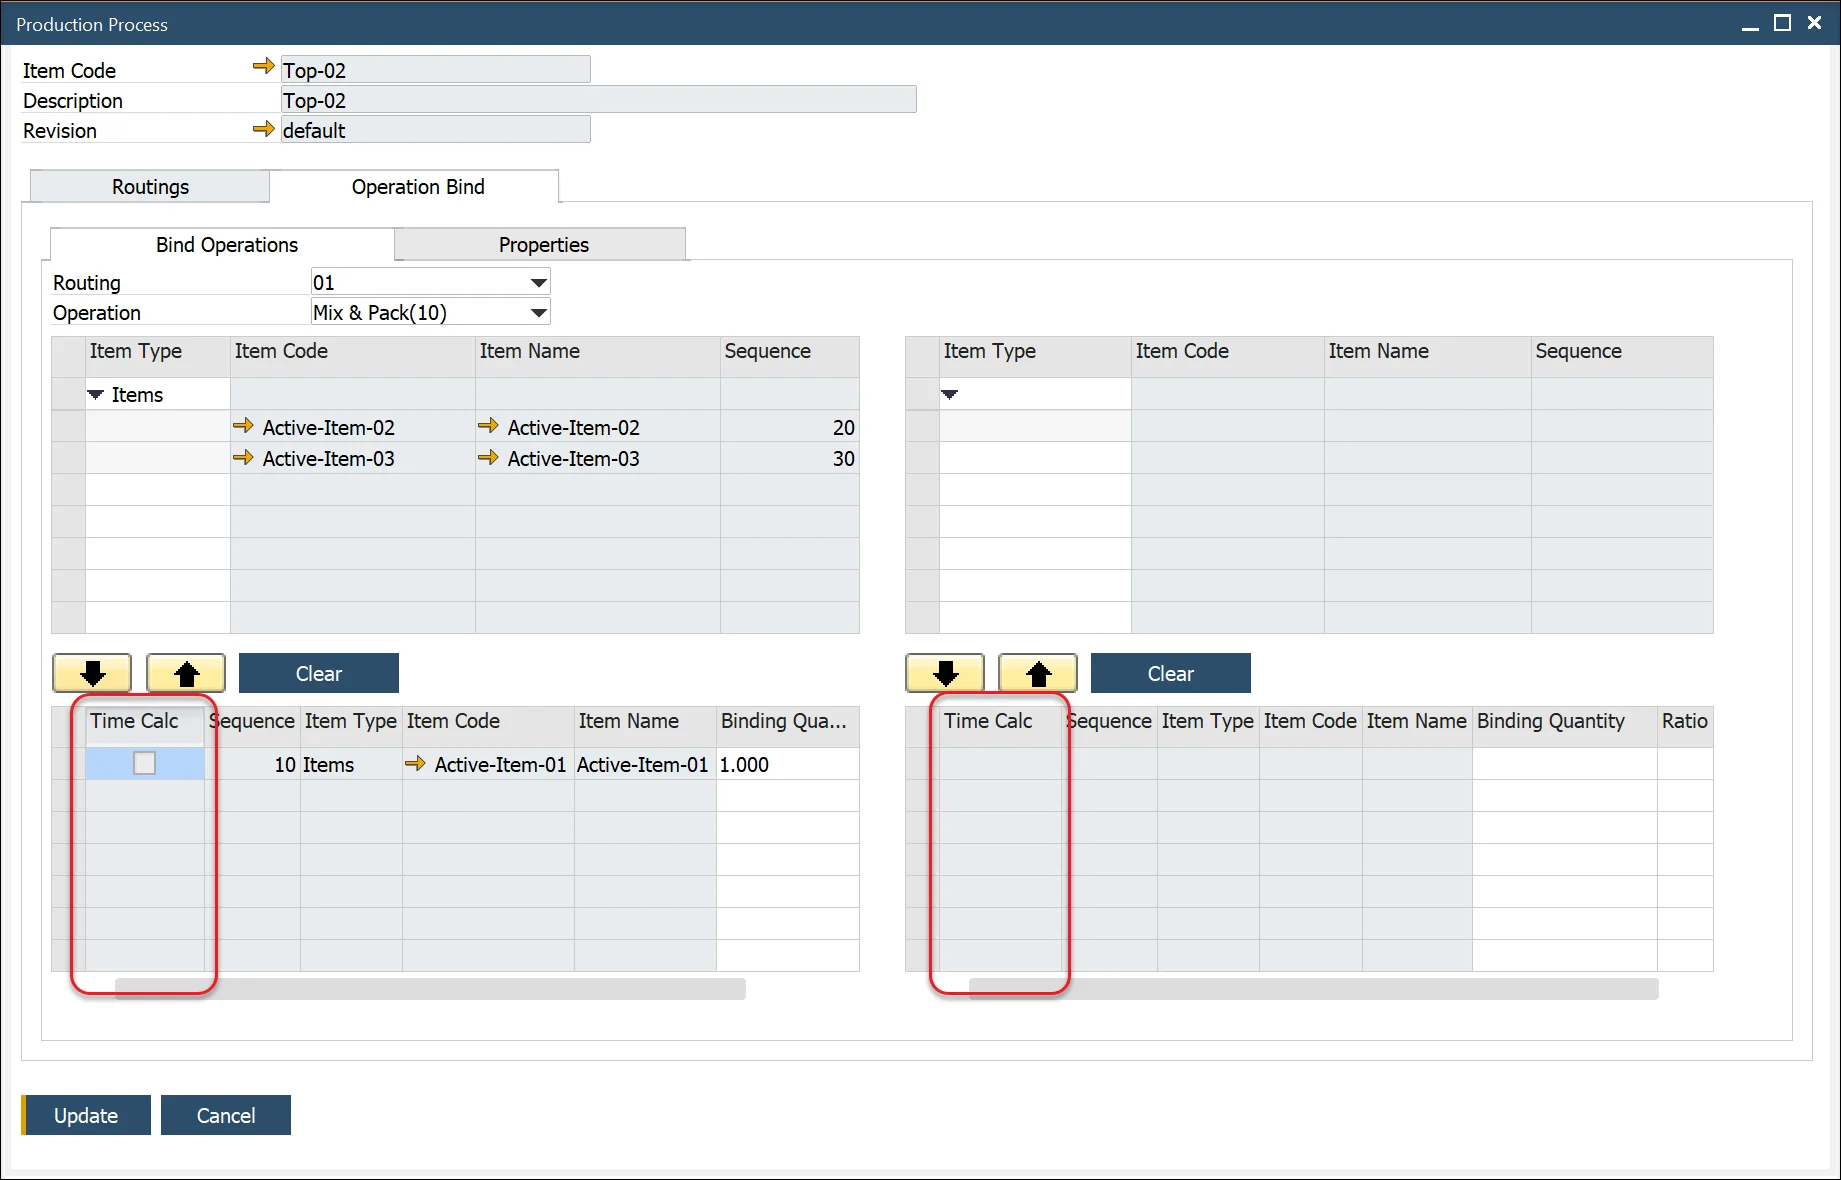 Production Process
Item Code Top-02
Description Top-02
Revision default
Routings Operation Bind
Bind Operations Properties
Routing 01
Operation Mix & Pack(10)
Item Type Item Code Item Name Sequence
Items
Active-Item-02 Active-Item-02 20
Active-Item-03 Active-Item-03 30
Item Type Item Code Item Name Sequence
Clear
Clear
Time Calc Sequence Item Type Item Code Item Name Binding Qua...
10 Items Active-Item-01 Active-Item-01 1.000
Time Calc Sequence Item Type Item Code Item Name Binding Quantity Ratio
Update Cancel